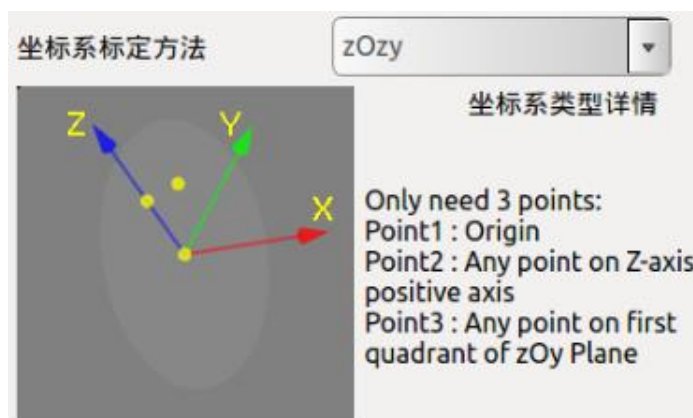 坐标系标定方法
zOzy
坐标系类型详情
Z
Y
X
Only need 3 points:
Point1 : Origin
Point2 : Any point on Z-axis
positive axis
Point3 : Any point on first
quadrant of zOy Plane